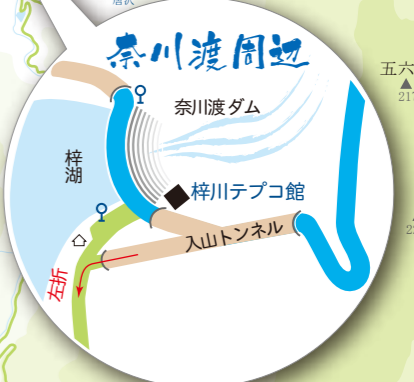 奈川渡周辺
奈川渡ダム
梓湖
梓川テプコ館
入山トンネル
左折
五六